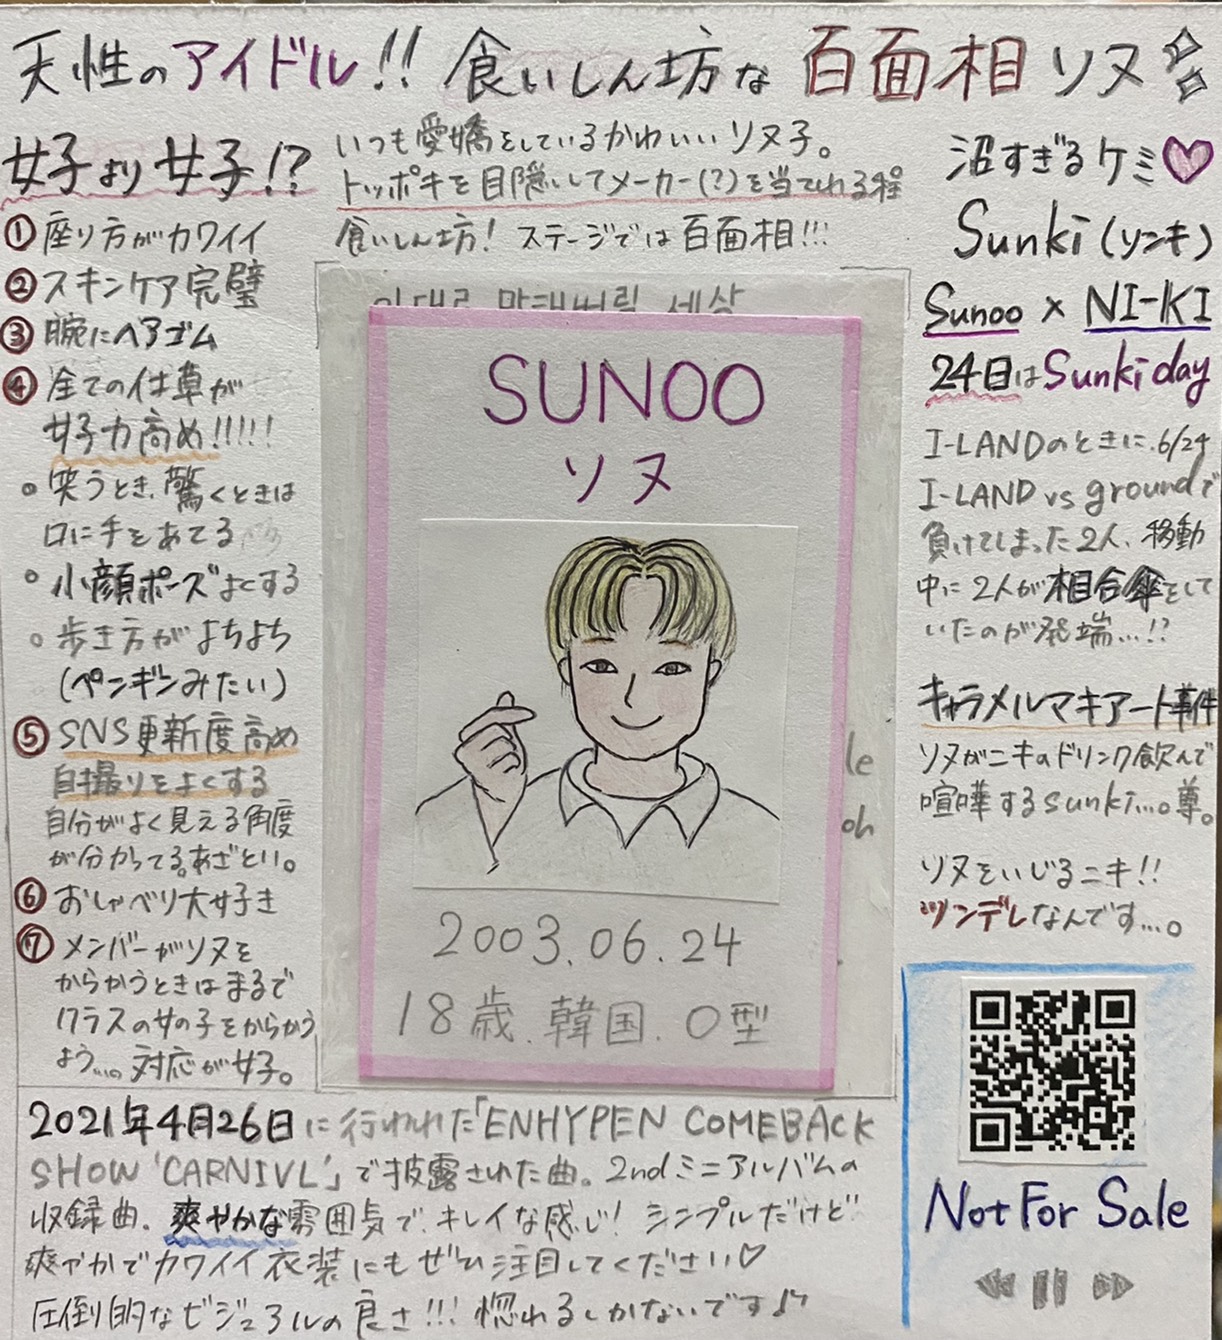 天性のアイドル!! 食いしん坊な百面相ソヌ
女子より女子!?
①座り方がカワイイ
②スキンケア完璧
③腕にヘアゴム
④全ての仕草が
女子力高め!!!!!
○笑うとき、驚くときは
口に手をあてる
○小顔ポーズよくする
○歩き方がよちよち
(ペンギンみたい)
⑤SNS更新度高め
自撮りをよくする
自分がよく見える角度
が分かってる。あざとい。
⑥おしゃべり大好き
⑦メンバーがソヌを
からかうときはまるで
クラスの女の子をからかう
よう...。対応が女子。
いつも愛嬌をしているかわいいソヌ子。
トッポキを目隠ししてメーカー(?)を当てれる程
食いしん坊! ステージでは百面相!!!
이대로 막태버릴 세상
SUNOO
ソヌ
2003.06.24
18歳.韓国.O型
le
oh
沼すぎるケミ♡
Sunki(ソンキ)
Sunoo × NI-KI
24日はSunki day
I-LANDのときに、6/24
I-LAND vs groundで
負けてしまった2人、移動
中に2人が相合傘をして
いたのが発端...!?
キャラメルマキアート事件
ソヌがニキのドリンク飲んで
喧嘩するsunki...。尊。
ソヌをいじるニキ!!
ツンデレなんです...。
Not For Sale
2021年4月26日に行われた「ENHYPEN COMEBACK
SHOW 'CARNIVL'」で披露された曲。2ndミニアルバムの
収録曲。爽やかな雰囲気で、キレイな感じ! シンプルだけど
爽やかでカワイイ衣装にもぜひ注目してください♡
圧倒的なビジュアルの良さ!!! 惚れるしかないです♪